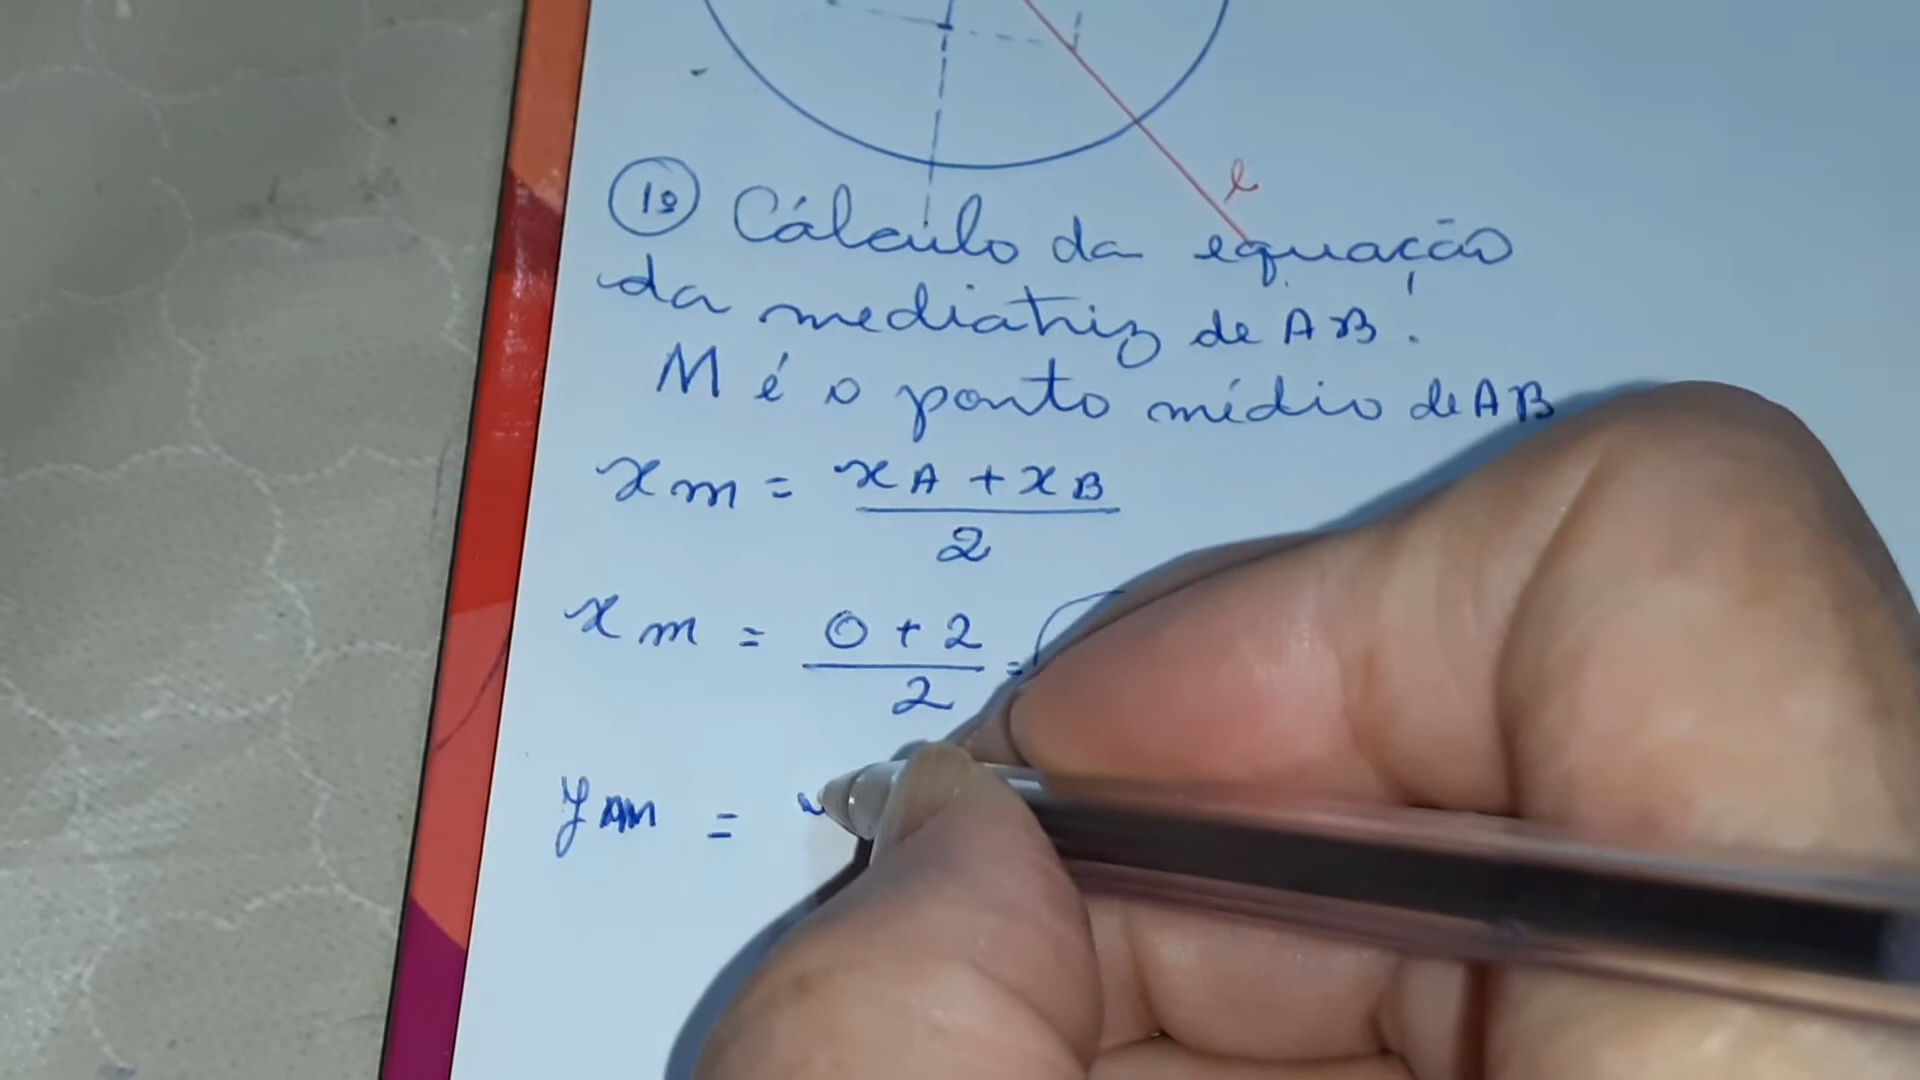 ℓ
1º Cálculo da equação
da mediatriz de AB:
M é o ponto médio de AB
xm = xA + xB / 2
xm = 0 + 2 / 2 =
ym =